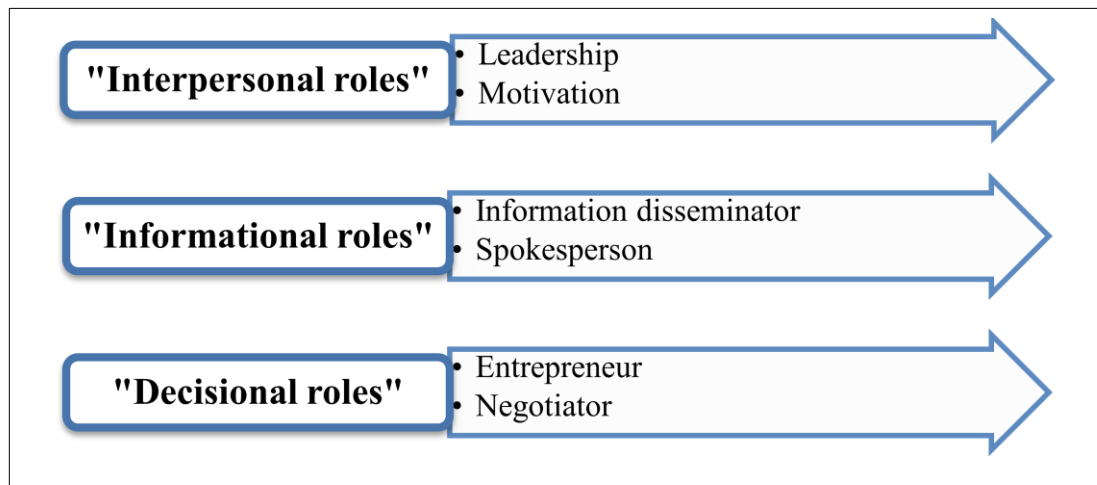 "Interpersonal roles"
• Leadership
• Motivation
"Informational roles"
• Information disseminator
• Spokesperson
"Decisional roles"
• Entrepreneur
• Negotiator